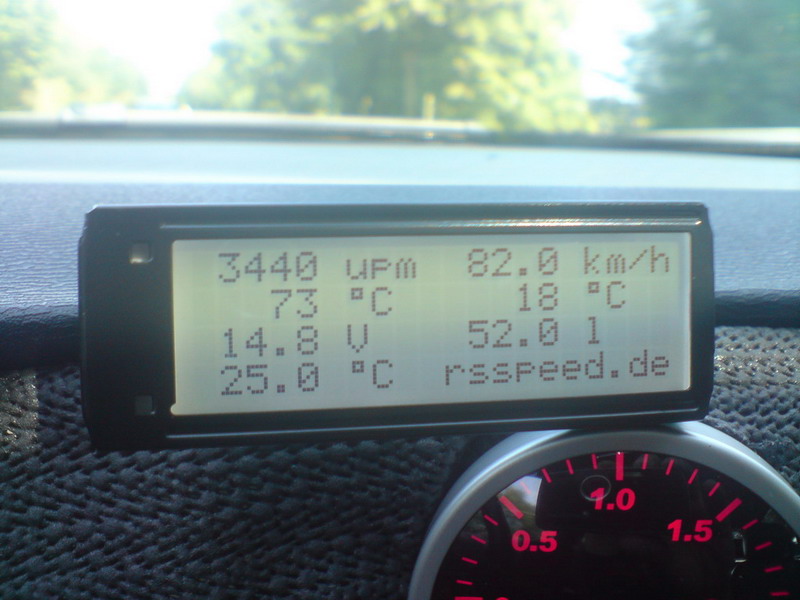 3440 upm 82.0 km/h
73 °C 18 °C
14.8 V 52.0 l
25.0 °C rsspeed.de
0.5 1.0 1.5